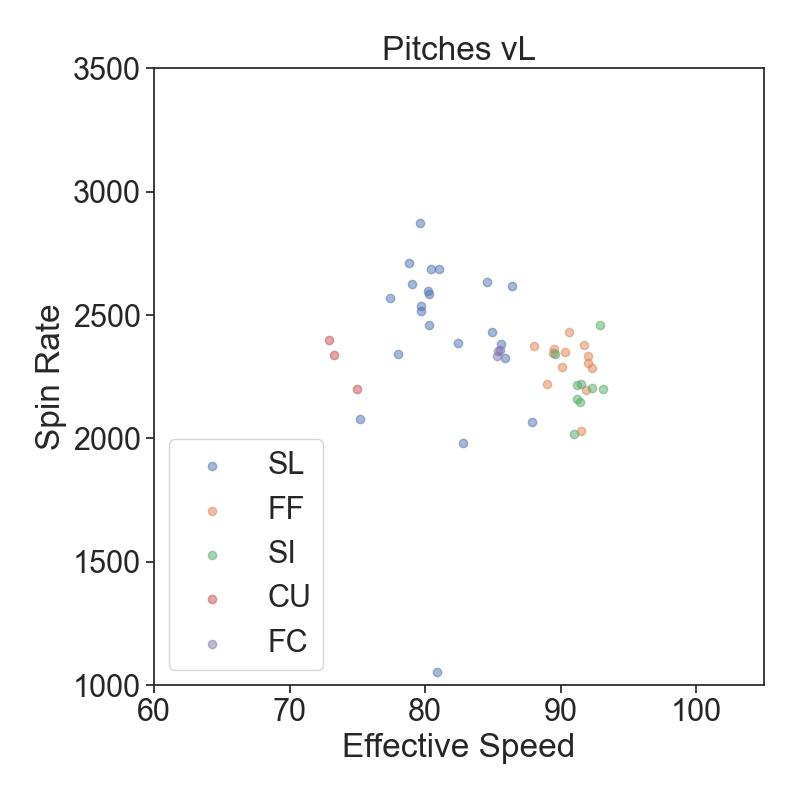 Pitches vL
3500
3000
2500
2000
1500
1000
Spin Rate
SL
FF
SI
CU
FC
60 70 80 90 100
Effective Speed